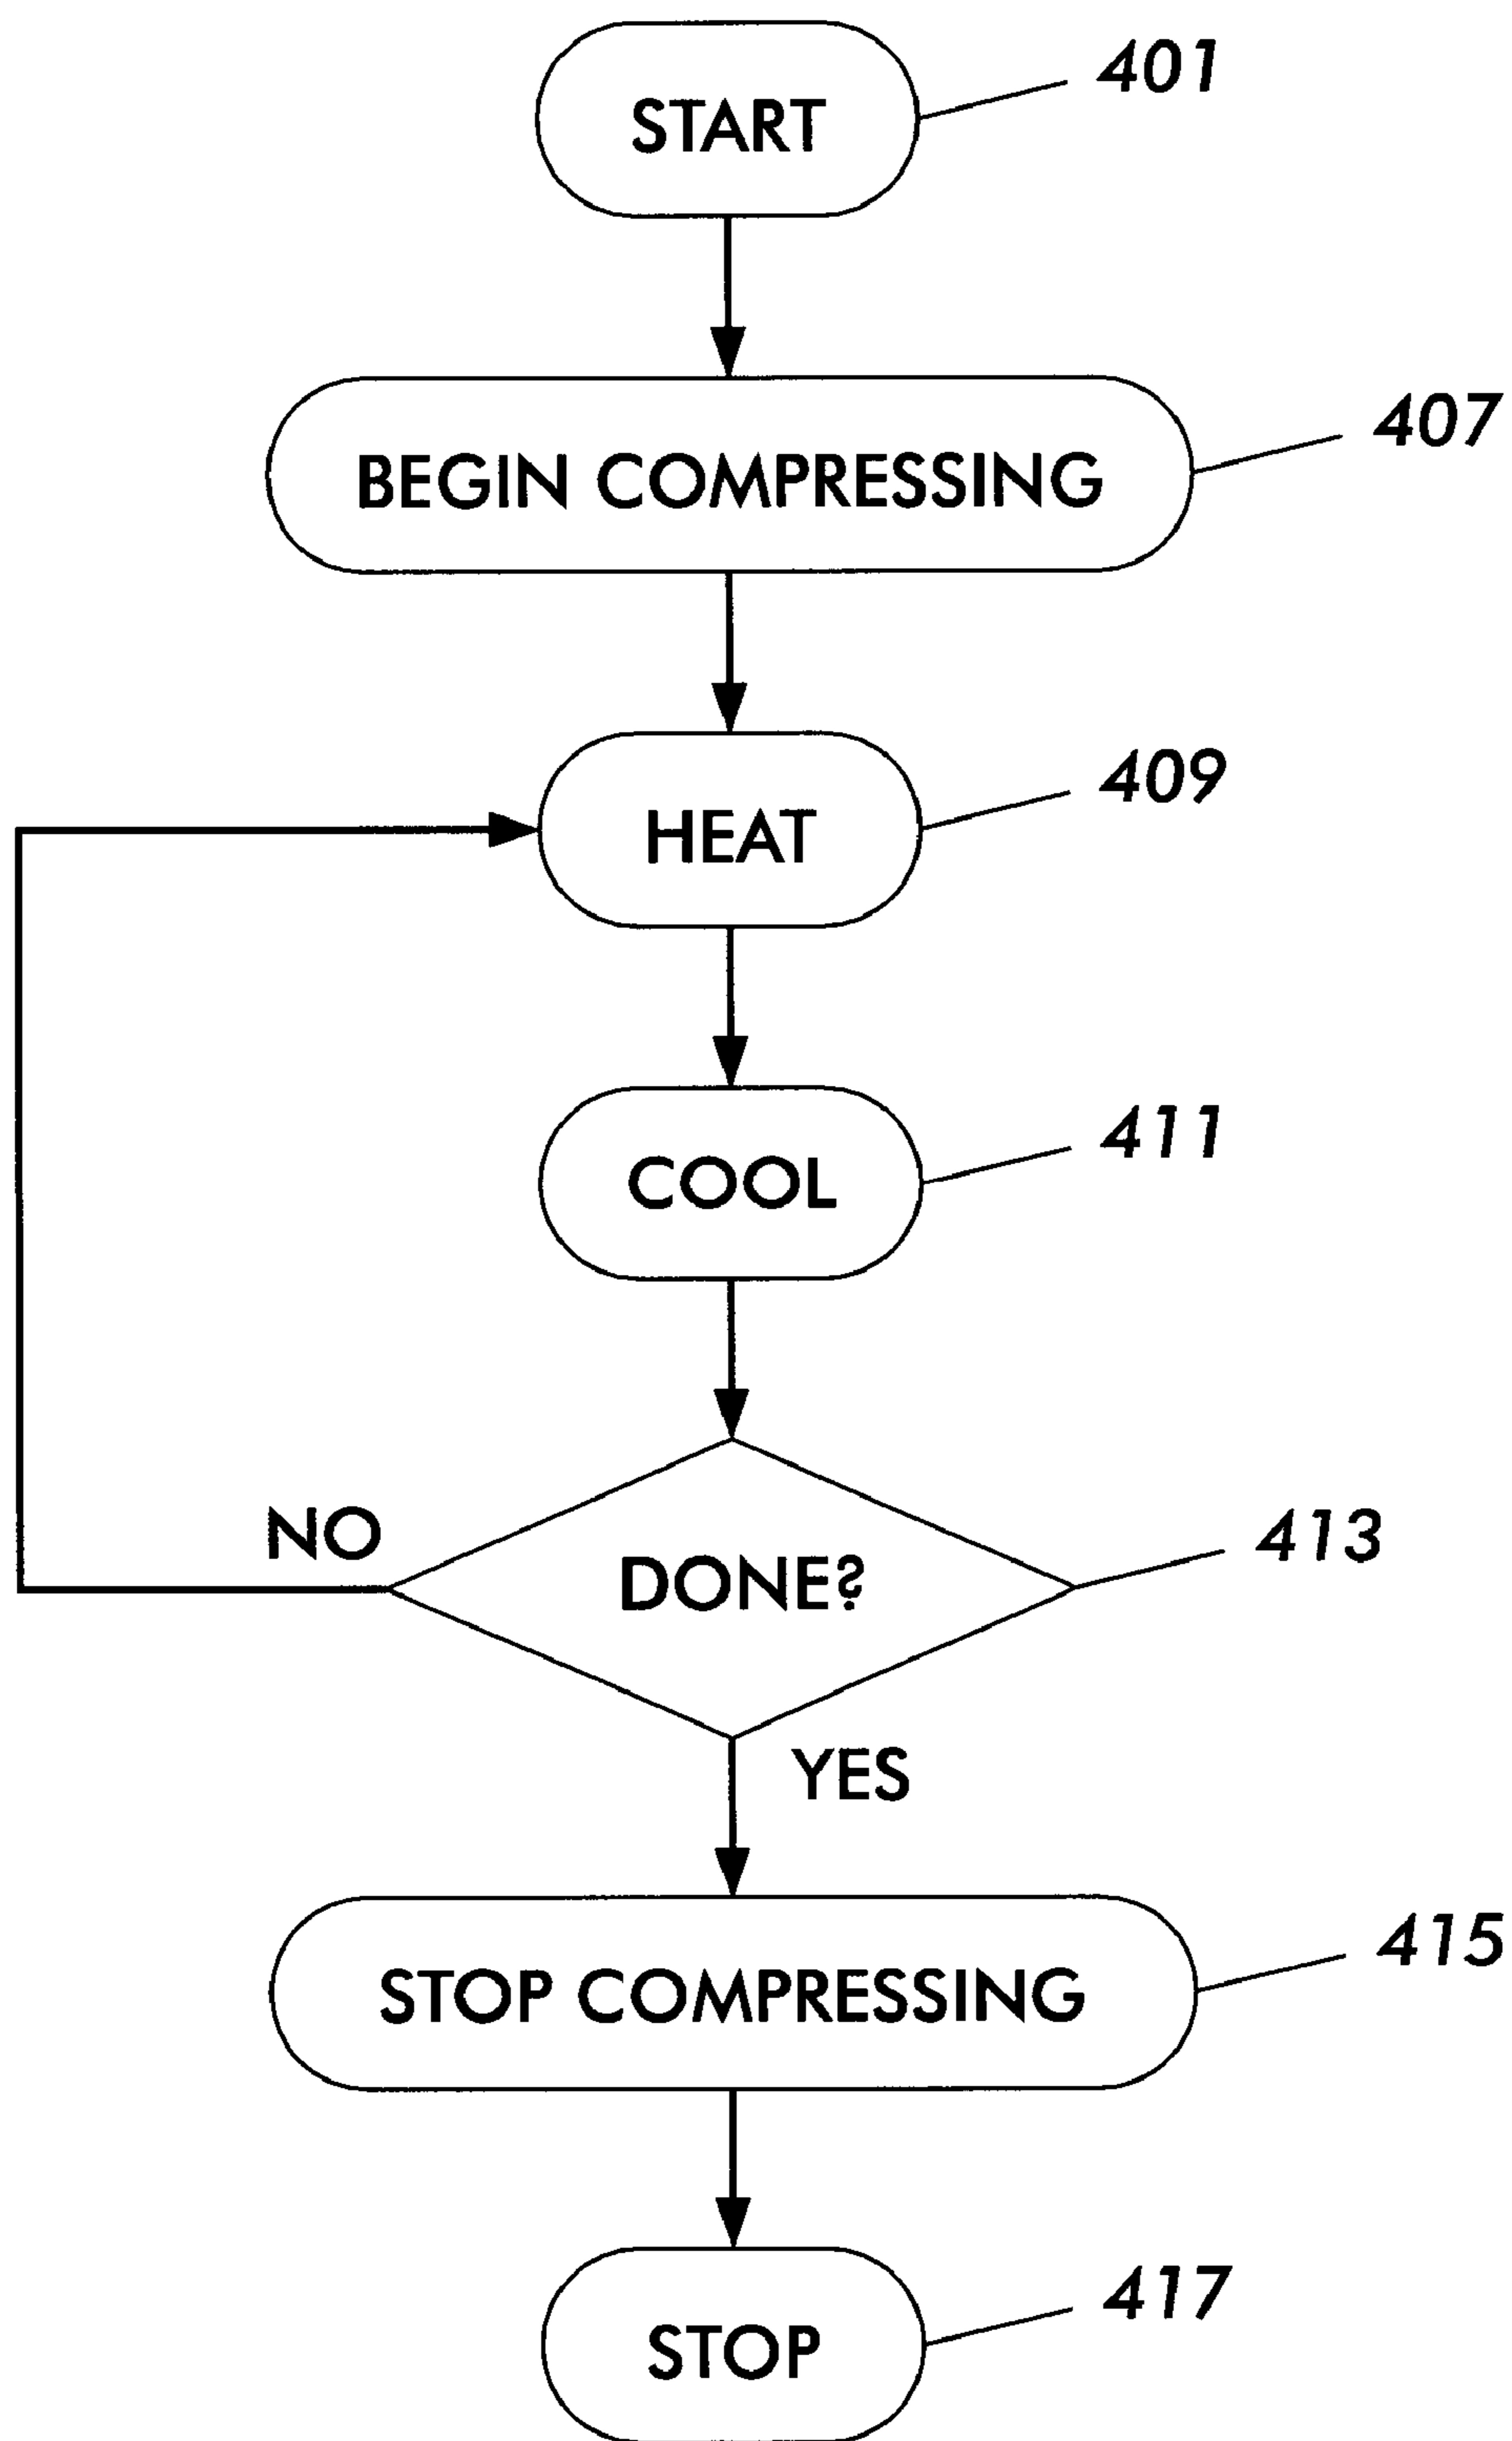 START
401
BEGIN COMPRESSING
407
HEAT
409
COOL
411
NO
DONE?
413
YES
STOP COMPRESSING
415
STOP
417